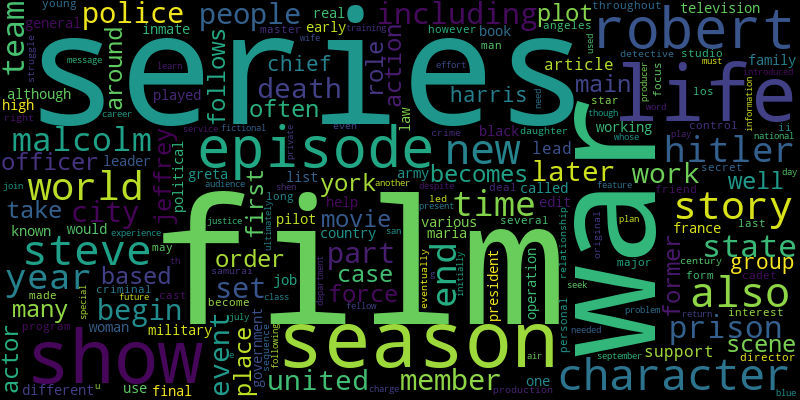 young
police
people
including
plot
television
real
throughout
general
inmate
early
training
master
wife
however
book
angeles
used
team
series
robert
struggle
message
learn
around
follows
chief
role
action
man
effort
need
detective
studio
article
family
although
played
death
harris
main
life
producer
focus
must
introduced
information
high
career
often
law
star
los
word
right
service
fictional
even
private
crime
black
daughter
though
working
control
ii
malcolm
episode
new
whose
play
national
hitler
officer
leader
jeffrey
political
greta
list
army
becomes
lead
war
secret
join
audience
shen
another
despite
deal
called
later
work
well
day
world
first
york
time
feature
friend
take
city
long
ultimately
pilot
help
led
present
movie
various
several
edit
story
known
would
justice
country
san
maria
relationship
original
plan
france
last
experience
may
film
end
steve
order
part
eventually
initially
president
operation
former
state
th
samurai
department
case
major
century
year
based
set
job
force
personal
seek
form
cadet
group
criminal
cast
class
fellow
interest
made
special
future
become
many
begin
event
july
season
problem
return
program
woman
military
place
government
sequence
following
needed
prison
scene
actor
show
e
air
september
support
director
different
u
use
final
united
charge
member
one
production
character
blue